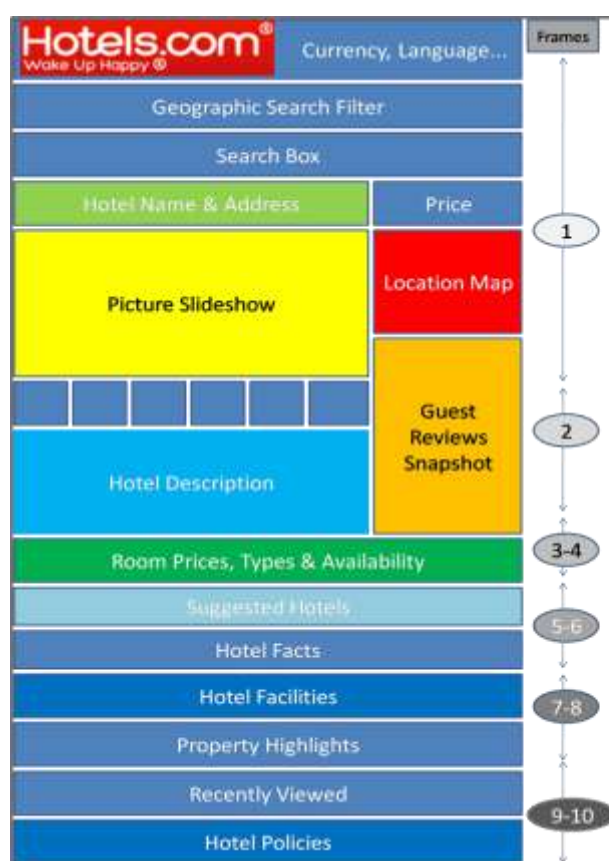 Hotels.com®
Wake Up Happy ®
Currency, Language...
Frames
Geographic Search Filter
Search Box
Hotel Name & Address
Price
1
Picture Slideshow
Location Map
Guest
Reviews
Snapshot
2
Hotel Description
Room Prices, Types & Availability
3-4
Suggested Hotels
5-6
Hotel Facts
Hotel Facilities
7-8
Property Highlights
Recently Viewed
9-10
Hotel Policies